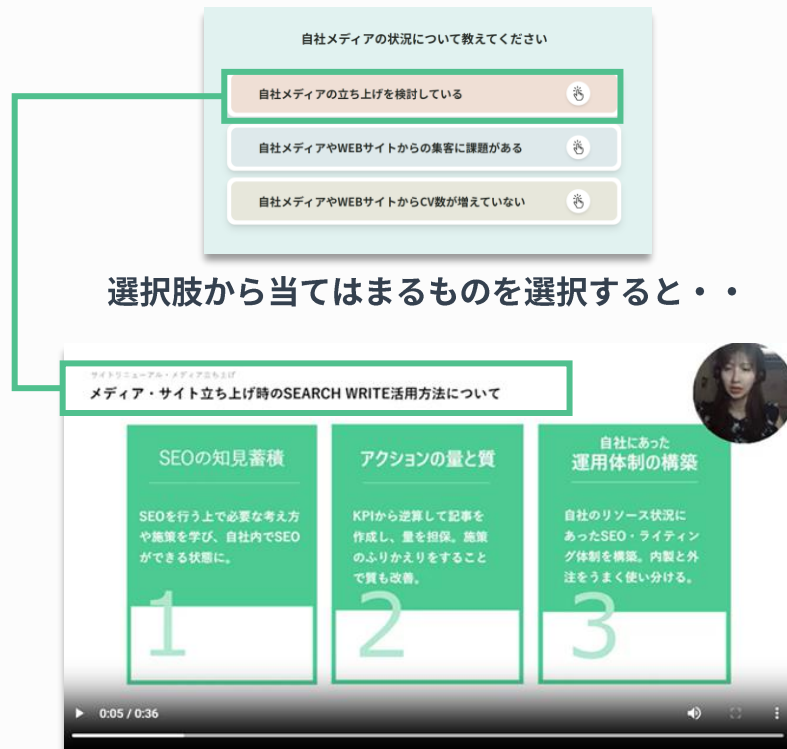 自社メディアの状況について教えてください
自社メディアの立ち上げを検討している
自社メディアやWEBサイトからの集客に課題がある
自社メディアやWEBサイトからCV数が増えていない
選択肢から当てはまるものを選択すると・・
サイトリニューアル・メディア立ち上げ
メディア・サイト立ち上げ時のSEARCH WRITE活用方法について
SEOの知見蓄積
SEOを行う上で必要な考え方
や施策を学び、自社内でSEO
ができる状態に。
1
アクションの量と質
KPIから逆算して記事を
作成し、量を担保。施策
のふりかえりをすること
で質も改善。
2
自社にあった
運用体制の構築
自社のリソース状況に
あったSEO・ライティン
グ体制を構築。内製と外
注をうまく使い分ける。
3
0:05 / 0:36